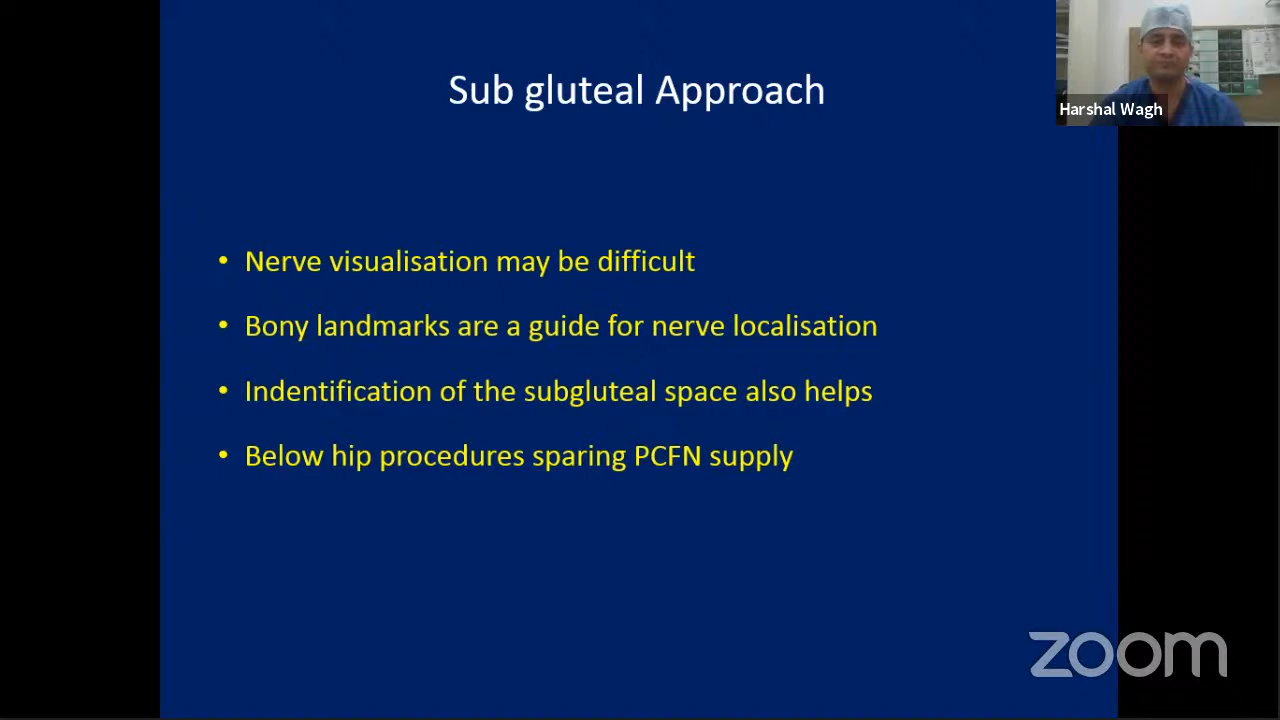 Sub gluteal Approach
Harshal Wagh
• Nerve visualisation may be difficult
• Bony landmarks are a guide for nerve localisation
• Indentification of the subgluteal space also helps
• Below hip procedures sparing PCFN supply
zoom